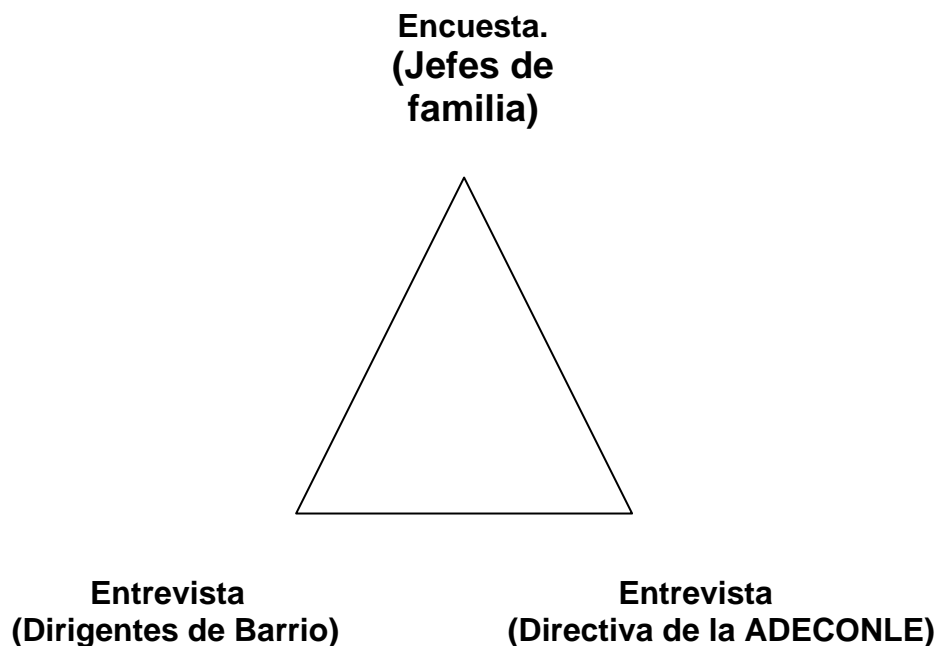 Encuesta.
(Jefes de
familia)
Entrevista
(Dirigentes de Barrio)
Entrevista
(Directiva de la ADECONLE)